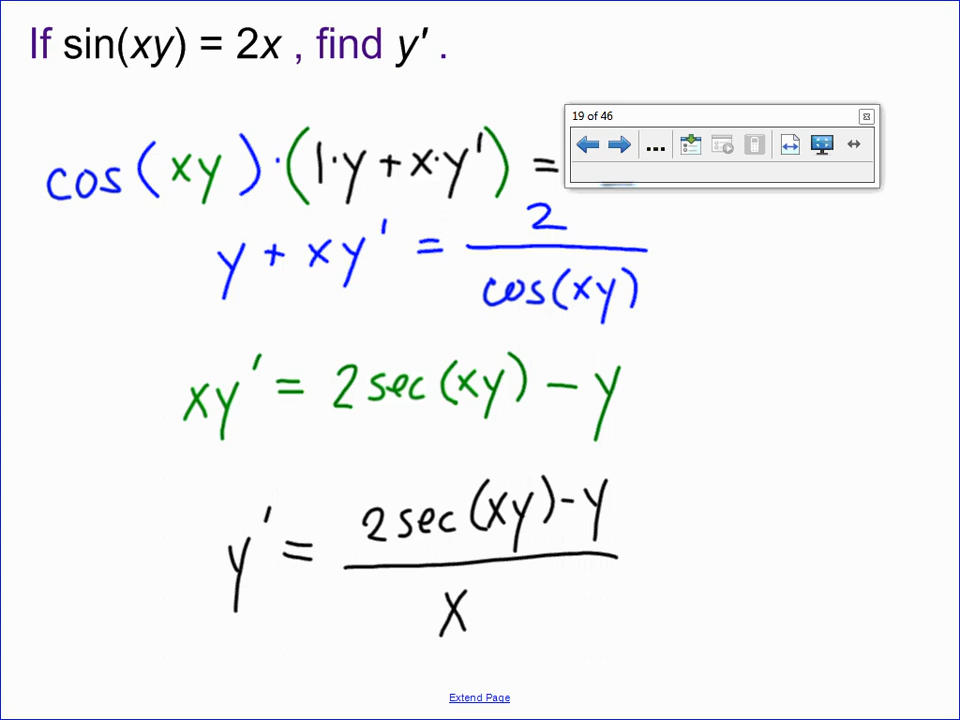 If sin(xy) = 2x , find y′ .
19 of 46
cos(xy)·(1·y + x·y′) =
y + xy′ = 2 / cos(xy)
xy′ = 2sec(xy) − y
y′ = 2sec(xy) − y / x
Extend Page